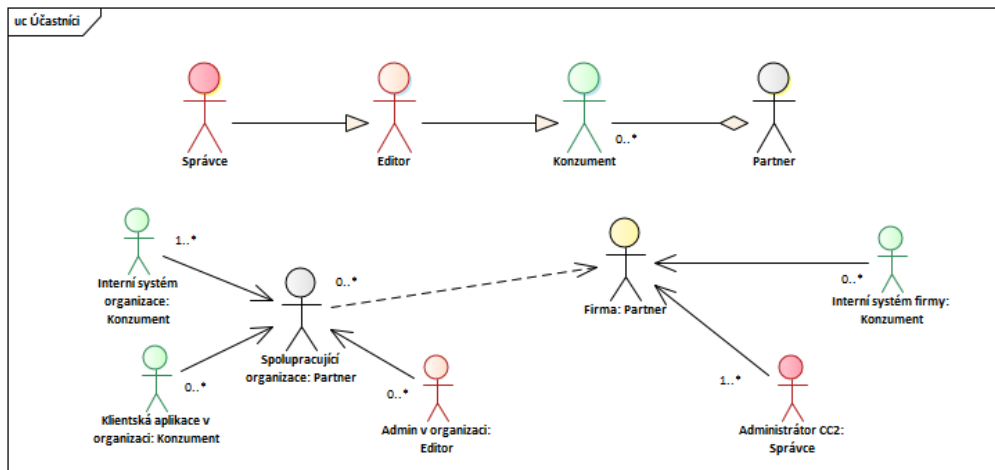 uc Účastníci
Správce
Editor
Konzument
0..*
Partner
1..*
Interní systém
organizace:
Konzument
0..*
Spolupracující
organizace: Partner
Firma: Partner
0..*
Interní systém firmy:
Konzument
0..*
Klientská aplikace v
organizaci: Konzument
0..*
Admin v organizaci:
Editor
1..*
Administrátor CC2:
Správce